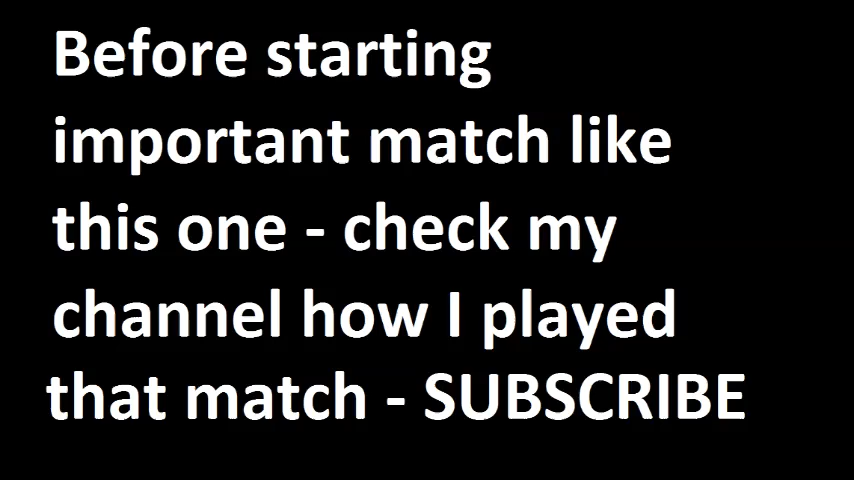 Before starting
important match like
this one - check my
channel how I played
that match - SUBSCRIBE